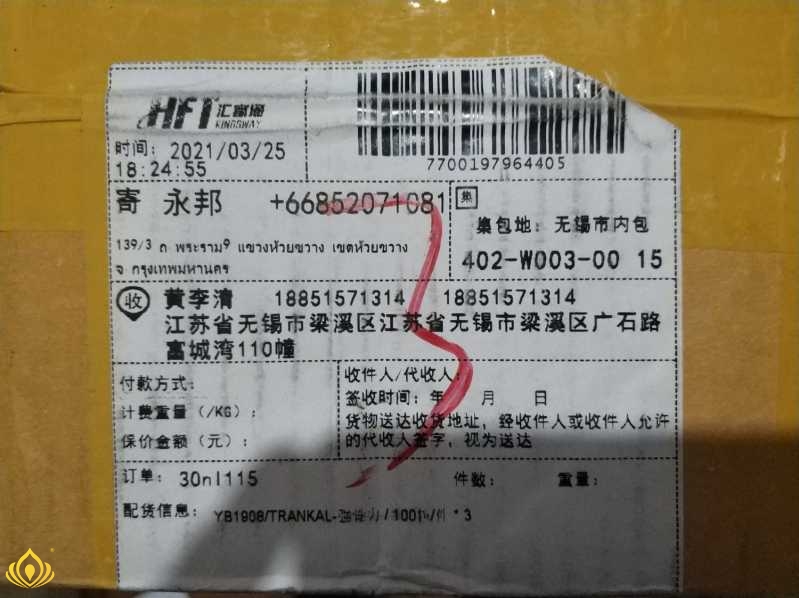 HFT 汇富通
KINGSWAY
时间: 2021/03/25
18:24:55
7700197964405
寄 永邦 +66852071081
139/3 ถ พระราม9 แขวงห้วยขวาง เขตห้วยขวาง
จ กรุงเทพมหานคร
集
集包地: 无锡市内包
402-W003-00 15
收 黄李清 18851571314 18851571314
江苏省无锡市梁溪区江苏省无锡市梁溪区广石路
富城湾110幢
付款方式:
计费重量(/KG):
保价金额(元):
收件人/代收人:
签收时间: 年 月 日
货物送达收货地址, 经收件人或收件人允许
的代收人签字, 视为送达
订单: 30nl115 件数: 重量:
配货信息: YB1908/TRANKAL- /100 / * 3
3